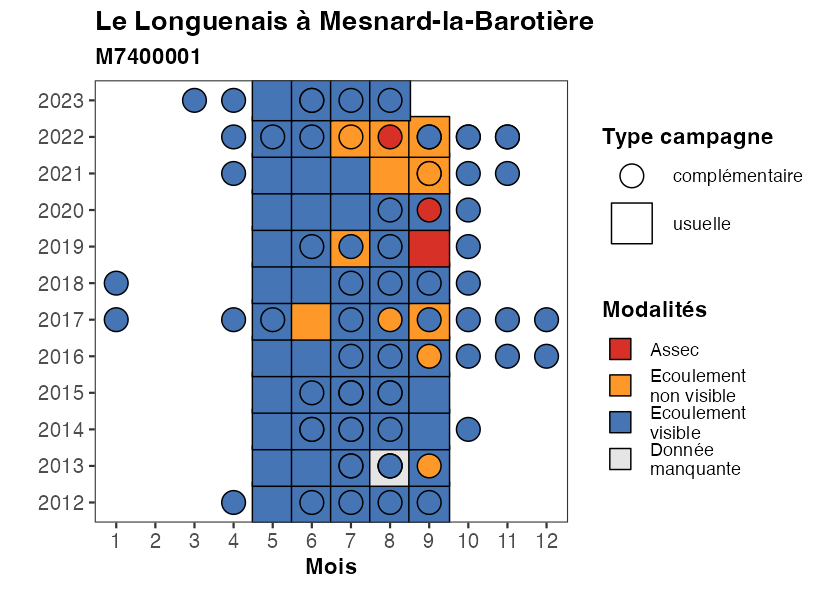 Le Longuenais à Mesnard-la-Barotière
M7400001
2023
2022
2021
2020
2019
2018
2017
2016
2015
2014
2013
2012
1 2 3 4 5 6 7 8 9 10 11 12
Mois
Type campagne
complémentaire
usuelle
Modalités
Assec
Ecoulement
non visible
Ecoulement
visible
Donnée
manquante